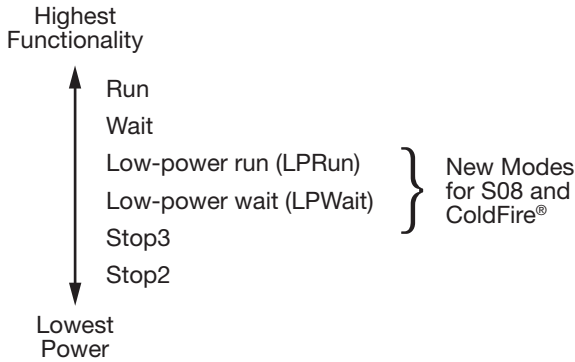 Highest
Functionality
Run
Wait
Low-power run (LPRun)
Low-power wait (LPWait)
Stop3
Stop2
New Modes
for S08 and
ColdFire®
Lowest
Power